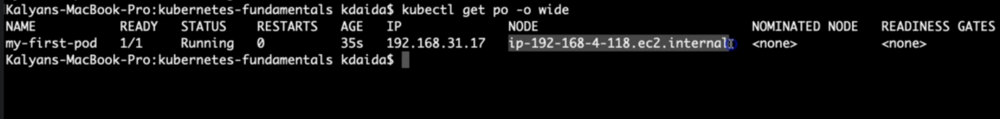 Kalyans-MacBook-Pro:kubernetes-fundamentals kdaida$ kubectl get po -o wide
NAME READY STATUS RESTARTS AGE IP NODE NOMINATED NODE READINESS GATES
my-first-pod 1/1 Running 0 35s 192.168.31.17 ip-192-168-4-118.ec2.internal <none> <none>
Kalyans-MacBook-Pro:kubernetes-fundamentals kdaida$